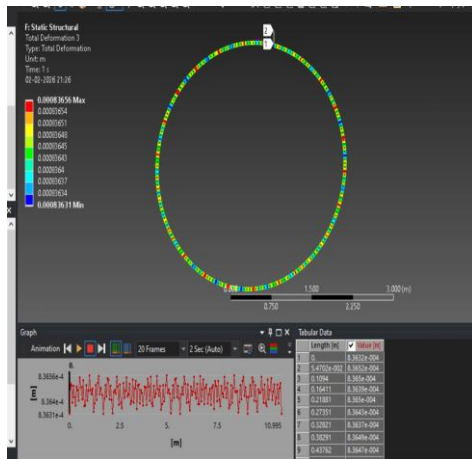 F: Static Structural
Total Deformation 3
Type: Total Deformation
Unit: m
Time: 1 s
02-02-2026 21:26
0.00083656 Max
0.00083654
0.00083651
0.00083648
0.00083645
0.00083643
0.00083640
0.00083637
0.00083634
0.00083631 Min
2
1
0.000
1.500
3.000 (m)
0.750
2.250
Graph
Animation
20 Frames
2 Sec (Auto)
0.
8.3656e-4
8.364e-4
8.3631e-4
[m]
0.
2.5
5.
7.5
10.995
[m]
Tabular Data
Length [m]
Value [m]
1 0. 8.3632e-004
2 5.4702e-002 8.3652e-004
3 0.1094 8.365e-004
4 0.16411 8.3639e-004
5 0.21881 8.365e-004
6 0.27351 8.3643e-004
7 0.32821 8.3637e-004
8 0.38291 8.3649e-004
9 0.43762 8.3647e-004